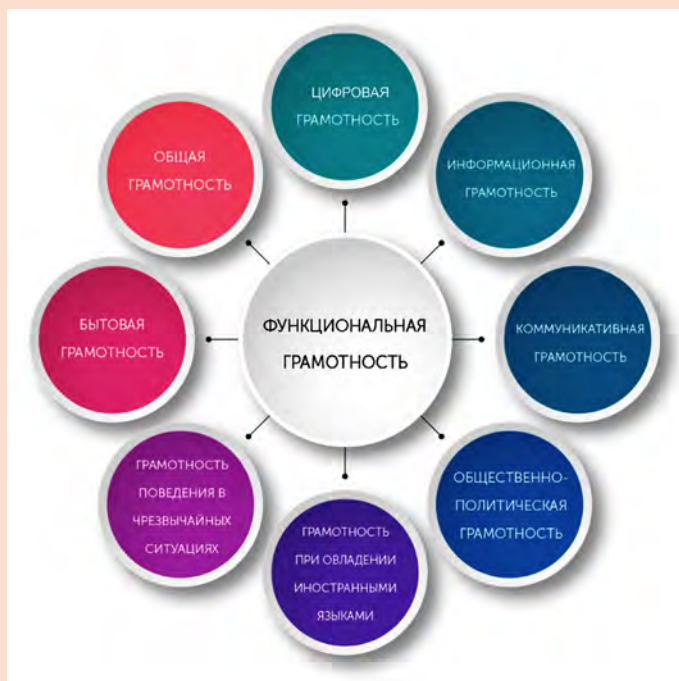 ЦИФРОВАЯ
ГРАМОТНОСТЬ
ОБЩАЯ
ГРАМОТНОСТЬ
ИНФОРМАЦИОННАЯ
ГРАМОТНОСТЬ
БЫТОВАЯ
ГРАМОТНОСТЬ
ФУНКЦИОНАЛЬНАЯ
ГРАМОТНОСТЬ
КОММУНИКАТИВНАЯ
ГРАМОТНОСТЬ
ГРАМОТНОСТЬ
ПОВЕДЕНИЯ В
ЧРЕЗВЫЧАЙНЫХ
СИТУАЦИЯХ
ОБЩЕСТВЕННО-
ПОЛИТИЧЕСКАЯ
ГРАМОТНОСТЬ
ГРАМОТНОСТЬ
ПРИ ОВЛАДЕНИИ
ИНОСТРАННЫМИ
ЯЗЫКАМИ